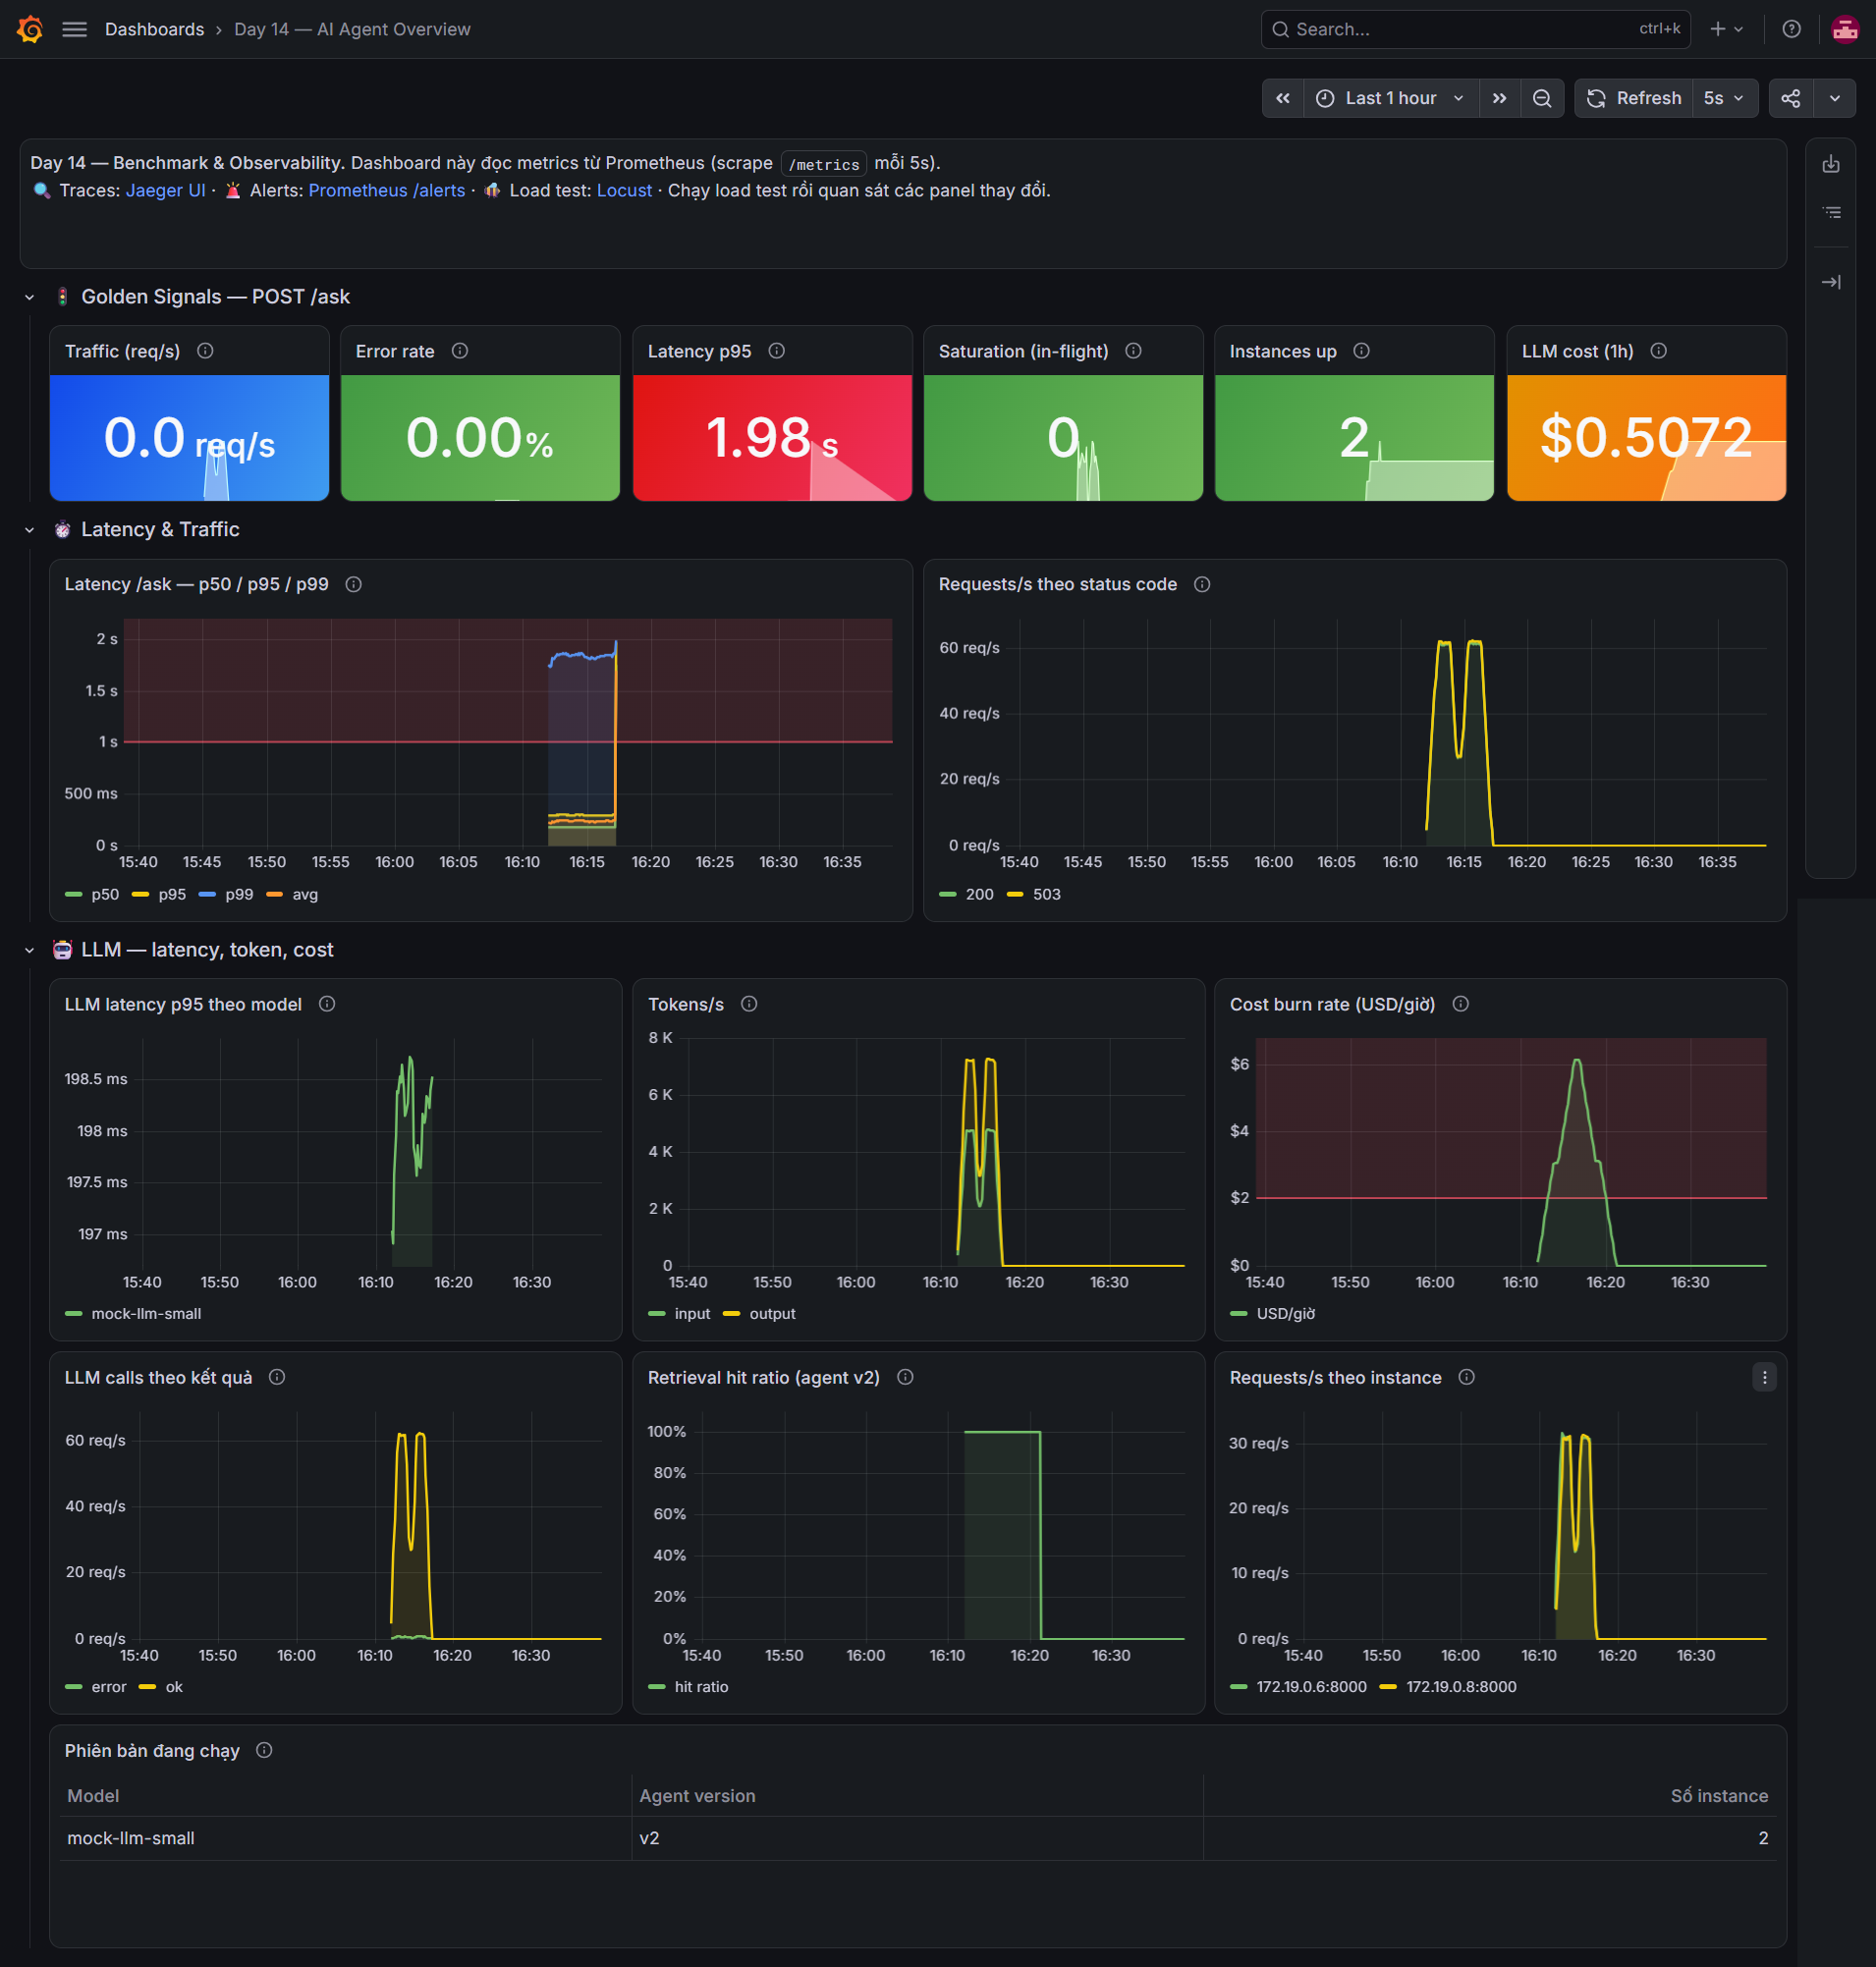 Dashboards › Day 14 — AI Agent Overview
Search... ctrl+k
Last 1 hour Refresh 5s
Day 14 — Benchmark & Observability. Dashboard này đọc metrics từ Prometheus (scrape /metrics mỗi 5s).
Traces: Jaeger UI · Alerts: Prometheus /alerts · Load test: Locust · Chạy load test rồi quan sát các panel thay đổi.
Golden Signals — POST /ask
Traffic (req/s)
0.0 req/s
Error rate
0.00%
Latency p95
1.98 s
Saturation (in-flight)
0
Instances up
2
LLM cost (1h)
$0.5072
Latency & Traffic
Latency /ask — p50 / p95 / p99
2 s
1.5 s
1 s
500 ms
0 s
15:40 15:45 15:50 15:55 16:00 16:05 16:10 16:15 16:20 16:25 16:30 16:35
p50 p95 p99 avg
Requests/s theo status code
60 req/s
40 req/s
20 req/s
0 req/s
15:40 15:45 15:50 15:55 16:00 16:05 16:10 16:15 16:20 16:25 16:30 16:35
200 503
LLM — latency, token, cost
LLM latency p95 theo model
198.5 ms
198 ms
197.5 ms
197 ms
15:40 15:50 16:00 16:10 16:20 16:30
mock-llm-small
Tokens/s
8 K
6 K
4 K
2 K
0
15:40 15:50 16:00 16:10 16:20 16:30
input output
Cost burn rate (USD/giờ)
$6
$4
$2
$0
15:40 15:50 16:00 16:10 16:20 16:30
USD/giờ
LLM calls theo kết quả
60 req/s
40 req/s
20 req/s
0 req/s
15:40 15:50 16:00 16:10 16:20 16:30
error ok
Retrieval hit ratio (agent v2)
100%
80%
60%
40%
20%
0%
15:40 15:50 16:00 16:10 16:20 16:30
hit ratio
Requests/s theo instance
30 req/s
20 req/s
10 req/s
0 req/s
15:40 15:50 16:00 16:10 16:20 16:30
172.19.0.6:8000 172.19.0.8:8000
Phiên bản đang chạy
Model Agent version Số instance
mock-llm-small v2 2